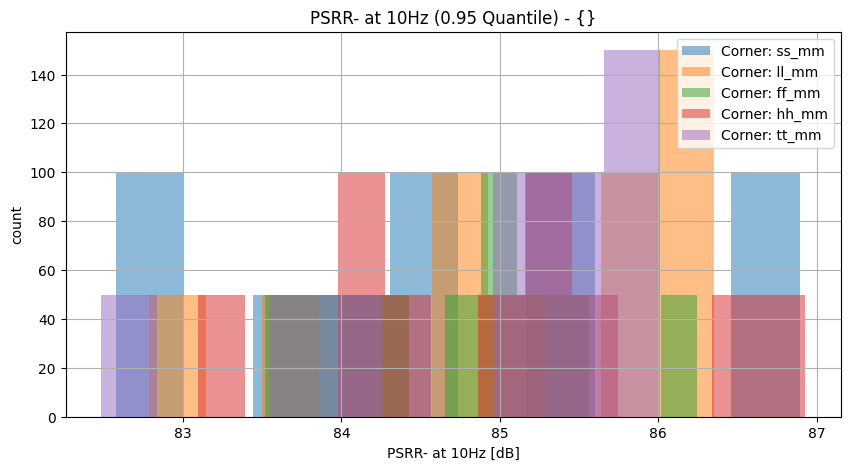 PSRR- at 10Hz (0.95 Quantile) - {}
Corner: ss_mm
Corner: ll_mm
Corner: ff_mm
Corner: hh_mm
Corner: tt_mm
140
120
100
80
60
40
20
0
count
83 84 85 86 87
PSRR- at 10Hz [dB]